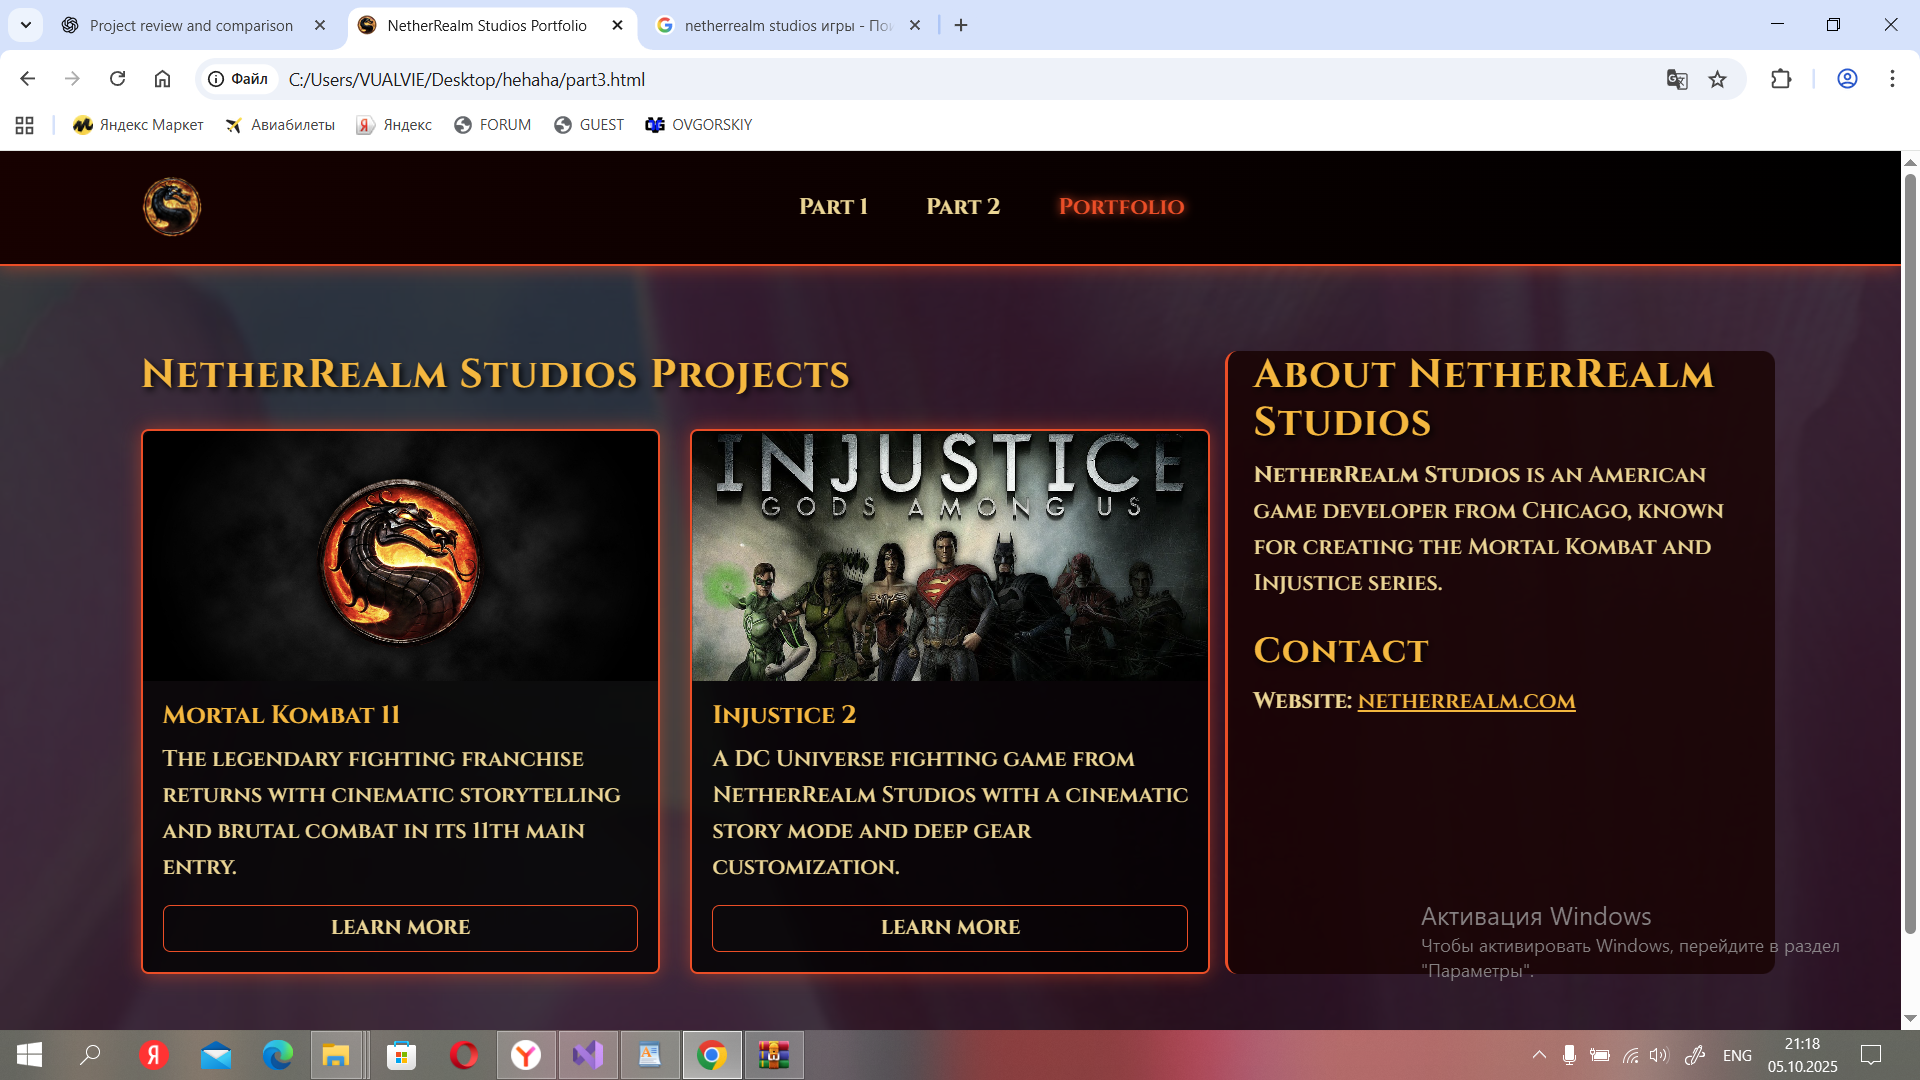 Project review and comparison
NetherRealm Studios Portfolio
netherrealm studios игры - Пои
Файл
C:/Users/VUALVIE/Desktop/hehaha/part3.html
Яндекс Маркет
Авиабилеты
Яндекс
FORUM
GUEST
OVGORSKIY
Part 1
Part 2
Portfolio
NetherRealm Studios Projects
INJUSTICE
GODS AMONG US
Mortal Kombat 11
The legendary fighting franchise
returns with cinematic storytelling
and brutal combat in its 11th main
entry.
Learn More
Injustice 2
A DC Universe fighting game from
NetherRealm Studios with a cinematic
story mode and deep gear
customization.
Learn More
About NetherRealm
Studios
NetherRealm Studios is an American
game developer from Chicago, known
for creating the Mortal Kombat and
Injustice series.
Contact
Website: netherrealm.com
Активация Windows
Чтобы активировать Windows, перейдите в раздел
"Параметры".
ENG
21:18
05.10.2025